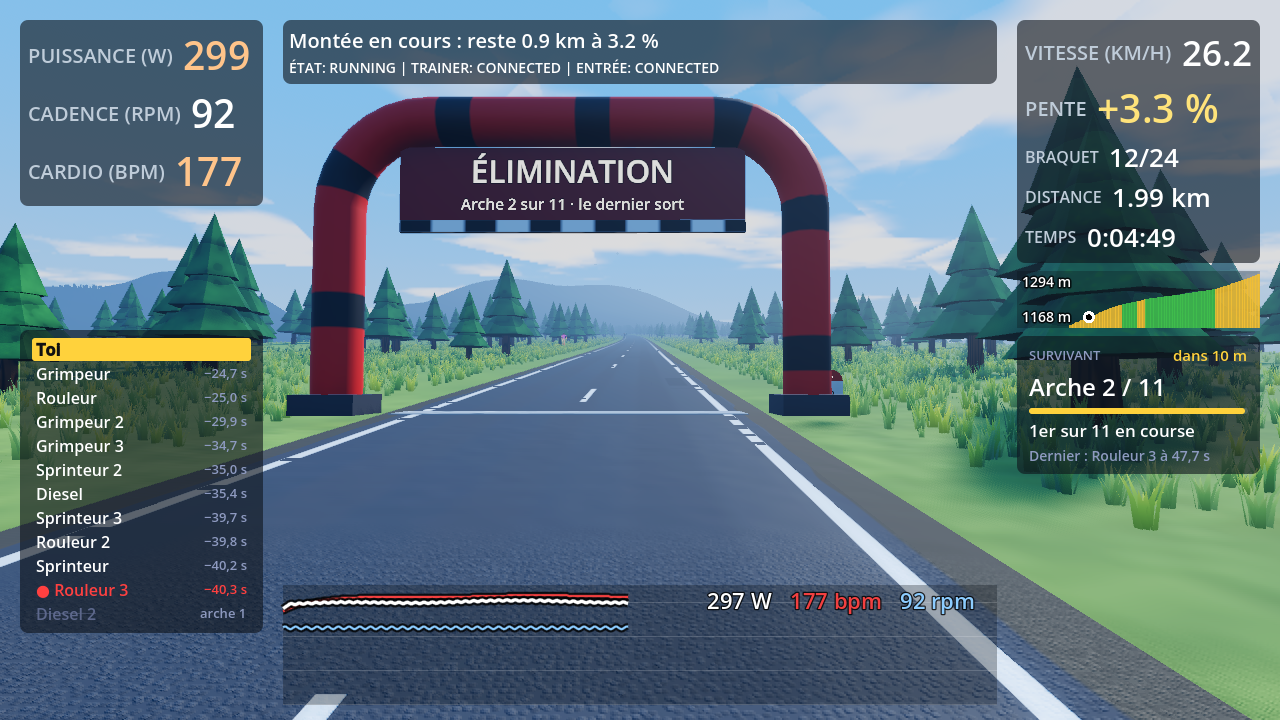 PUISSANCE (W) 299
CADENCE (RPM) 92
CARDIO (BPM) 177
Montée en cours : reste 0.9 km à 3.2 %
ÉTAT: RUNNING | TRAINER: CONNECTED | ENTRÉE: CONNECTED
VITESSE (KM/H) 26.2
PENTE +3.3 %
BRAQUET 12/24
DISTANCE 1.99 km
TEMPS 0:04:49
1294 m
1168 m
ÉLIMINATION
Arche 2 sur 11 · le dernier sort
SURVIVANT dans 10 m
Arche 2 / 11
1er sur 11 en course
Dernier : Rouleur 3 à 47,7 s
Toi
Grimpeur −24,7 s
Rouleur −25,0 s
Grimpeur 2 −29,9 s
Grimpeur 3 −34,7 s
Sprinteur 2 −35,0 s
Diesel −35,4 s
Sprinteur 3 −39,7 s
Rouleur 2 −39,8 s
Sprinteur −40,2 s
Rouleur 3 −40,3 s
Diesel 2 arche 1
297 W 177 bpm 92 rpm